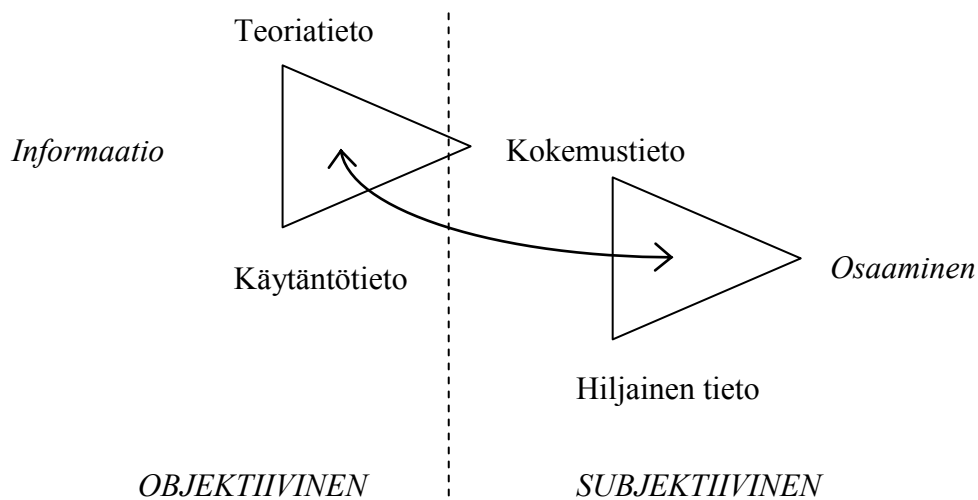 Teoriatieto
Informaatio
Kokemustieto
Käytäntötieto
Osaaminen
Hiljainen tieto
OBJEKTIIVINEN
SUBJEKTIIVINEN